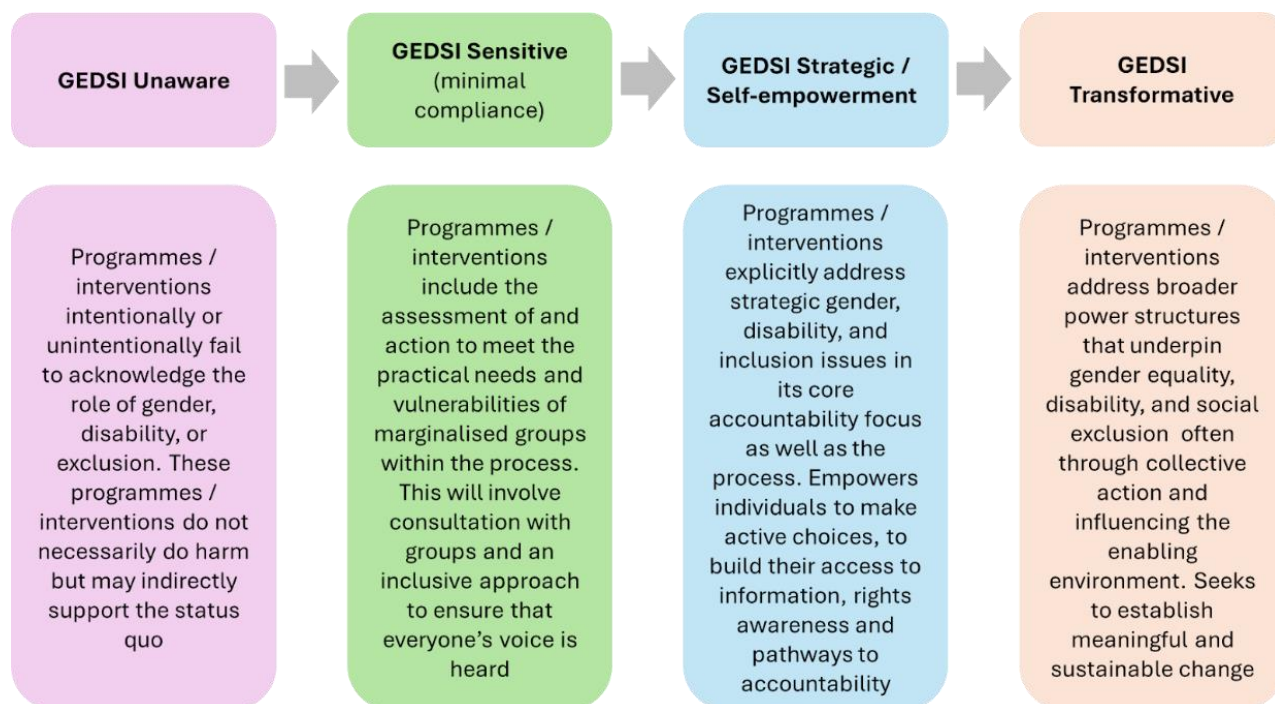 GEDSI Unaware
GEDSI Sensitive
(minimal
compliance)
GEDSI Strategic /
Self-empowerment
GEDSI
Transformative
Programmes /
interventions
intentionally or
unintentionally fail
to acknowledge the
role of gender,
disability, or
exclusion. These
programmes /
interventions do not
necessarily do harm
but may indirectly
support the status
quo
Programmes /
interventions
include the
assessment of and
action to meet the
practical needs and
vulnerabilities of
marginalised groups
within the process.
This will involve
consultation with
groups and an
inclusive approach
to ensure that
everyone’s voice is
heard
Programmes /
interventions
explicitly address
strategic gender,
disability, and
inclusion issues in
its core
accountability focus
as well as the
process. Empowers
individuals to make
active choices, to
build their access to
information, rights
awareness and
pathways to
accountability
Programmes /
interventions
address broader
power structures
that underpin
gender equality,
disability, and social
exclusion often
through collective
action and
influencing the
enabling
environment. Seeks
to establish
meaningful and
sustainable change